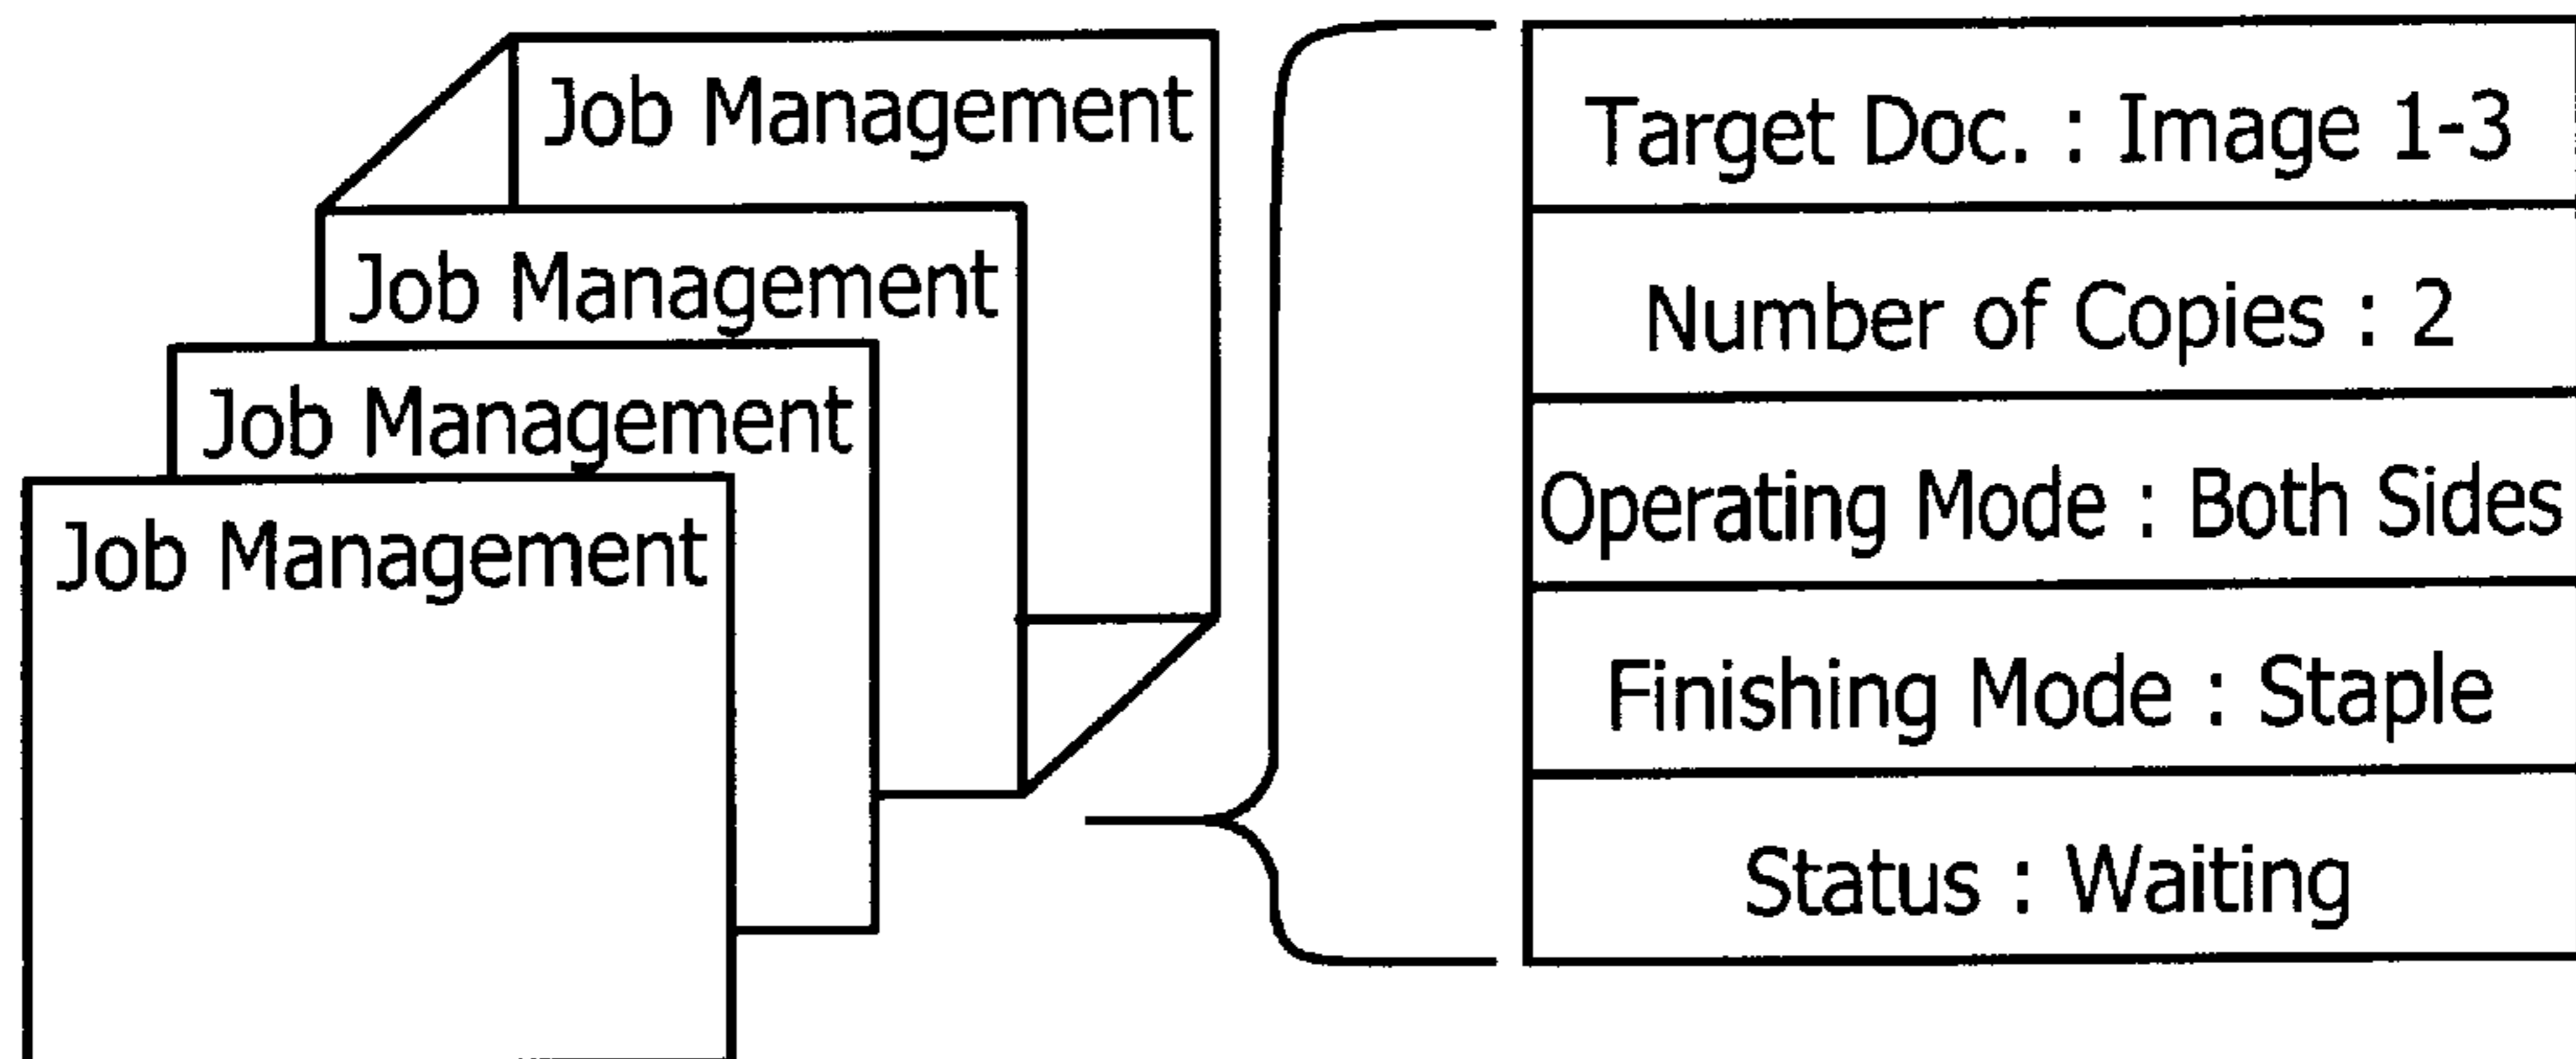 Job Management
Job Management
Job Management
Job Management
Target Doc. : Image 1-3
Number of Copies : 2
Operating Mode : Both Sides
Finishing Mode : Staple
Status : Waiting